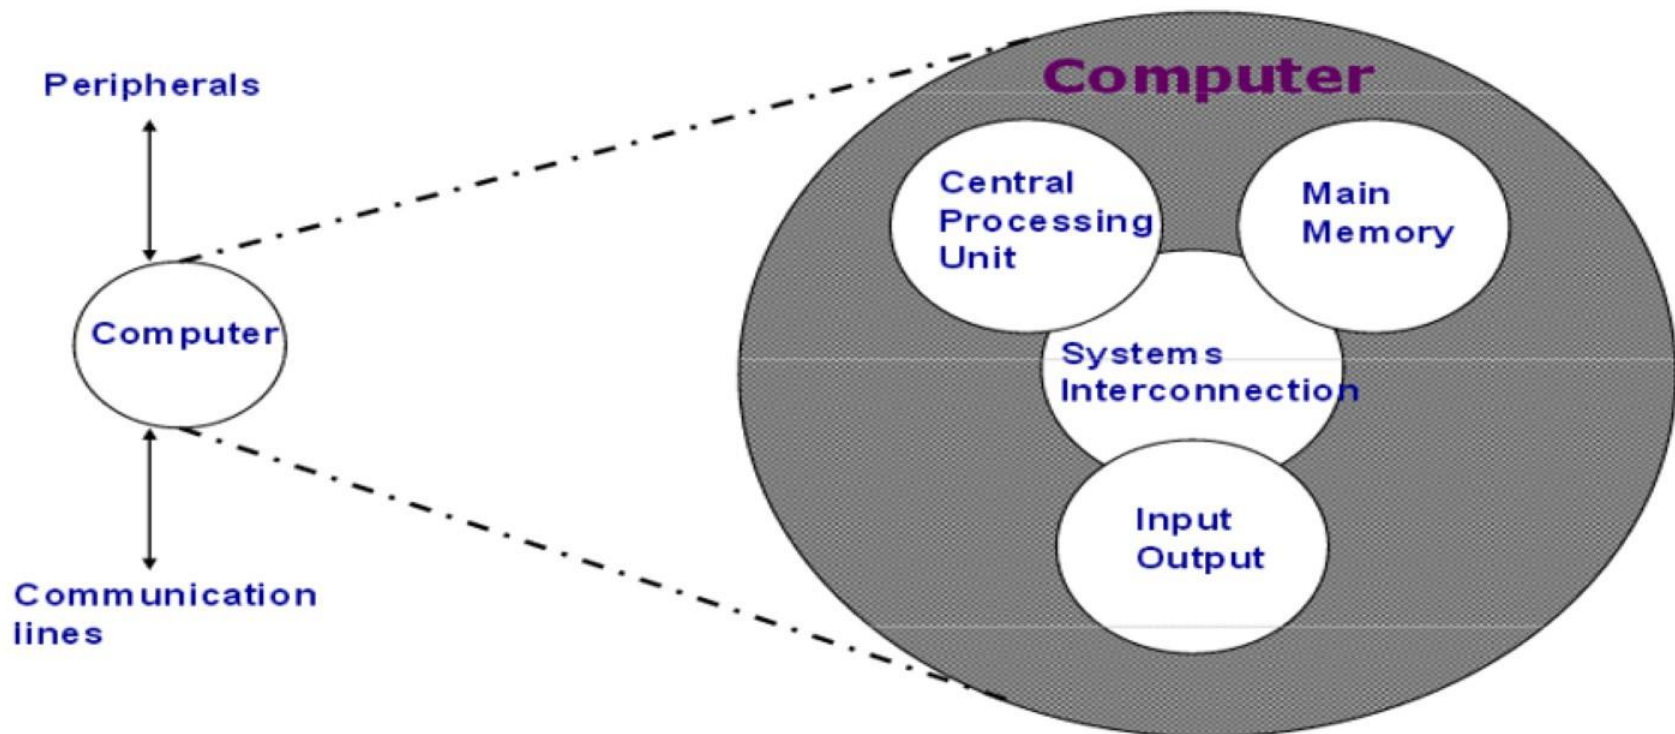 Peripherals
Computer
Communication
lines
Computer
Central
Processing
Unit
Main
Memory
Systems
Interconnection
Input
Output